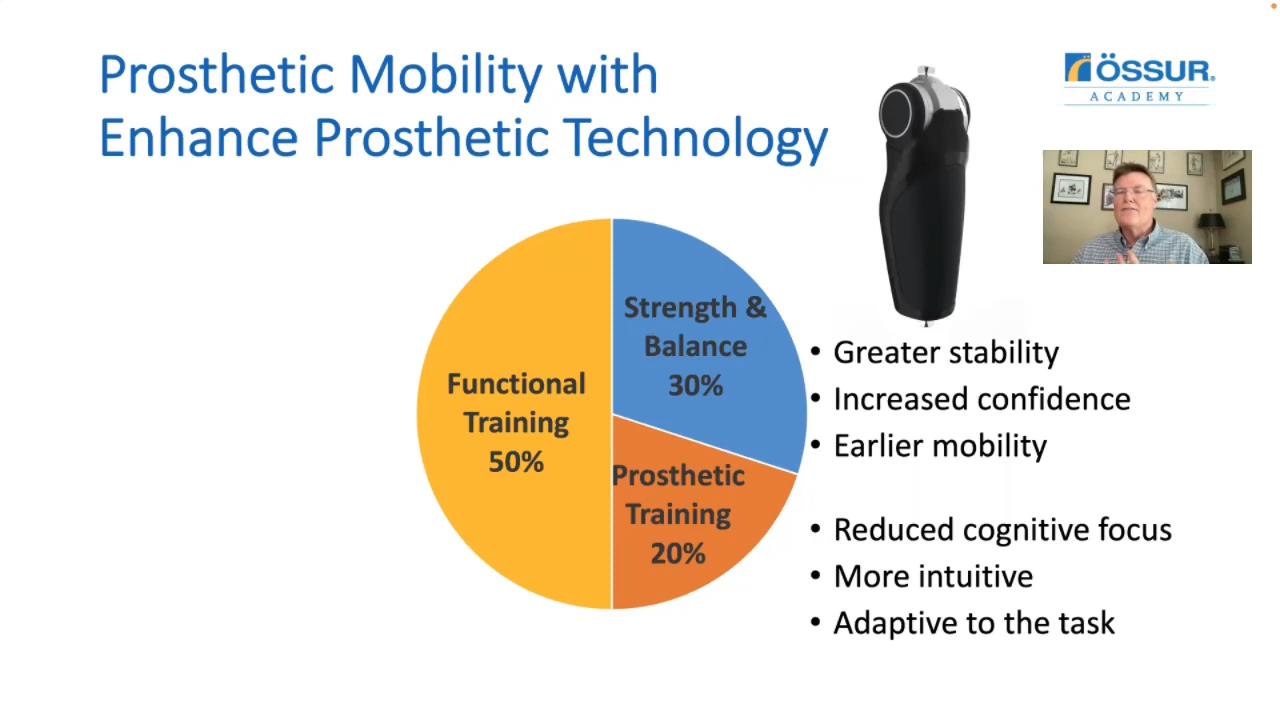 Prosthetic Mobility with
Enhance Prosthetic Technology
ÖSSUR®
ACADEMY
Strength &
Balance
30%
Functional
Training
50%
Prosthetic
Training
20%
• Greater stability
• Increased confidence
• Earlier mobility
• Reduced cognitive focus
• More intuitive
• Adaptive to the task